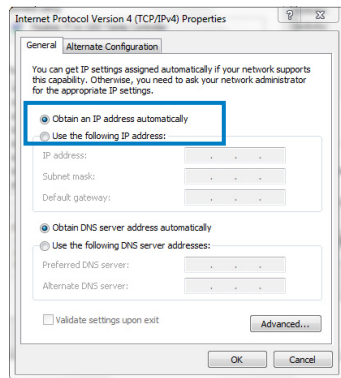 Internet Protocol Version 4 (TCP/IPv4) Properties
General
Alternate Configuration
You can get IP settings assigned automatically if your network supports
this capability. Otherwise, you need to ask your network administrator
for the appropriate IP settings.
Obtain an IP address automatically
Use the following IP address:
IP address:
Subnet mask:
Default gateway:
Obtain DNS server address automatically
Use the following DNS server addresses:
Preferred DNS server:
Alternate DNS server:
Validate settings upon exit
Advanced...
OK
Cancel